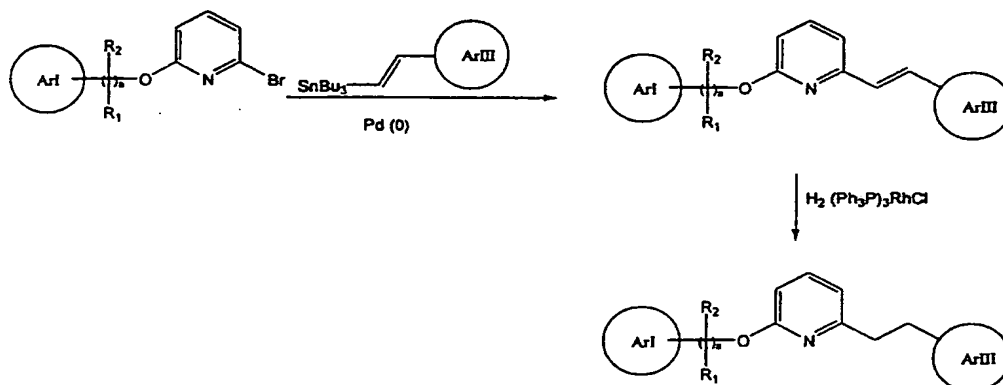 R2
ArI ( )n O N Br
R1
SnBu3 ArIII
Pd (0)
R2
ArI ( )n O N
R1
ArIII
H2 (Ph3P)3RhCl
R2
ArI ( )n O N
R1
ArIII